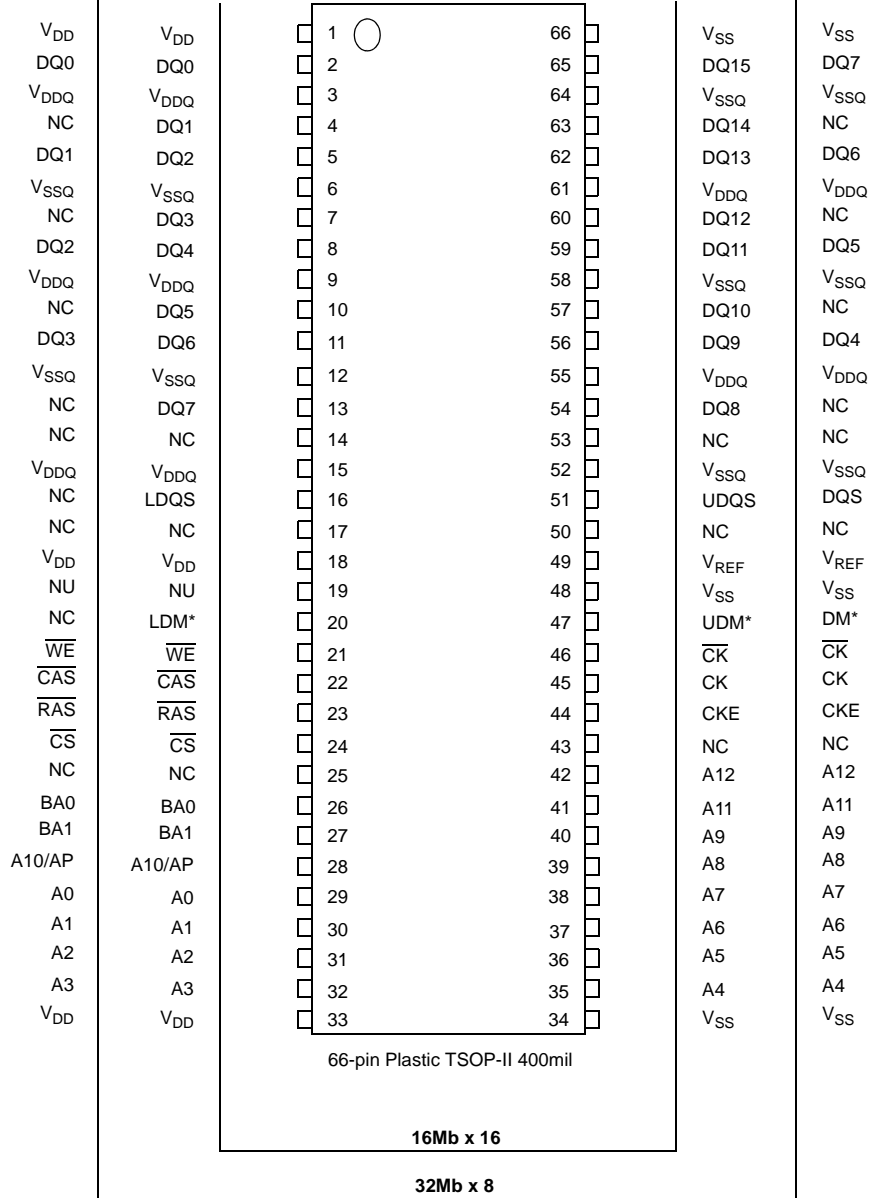 VDD VDD 1 66 VSS VSS
DQ0 DQ0 2 65 DQ15 DQ7
VDDQ VDDQ 3 64 VSSQ VSSQ
NC DQ1 4 63 DQ14 NC
DQ1 DQ2 5 62 DQ13 DQ6
VSSQ VSSQ 6 61 VDDQ VDDQ
NC DQ3 7 60 DQ12 NC
DQ2 DQ4 8 59 DQ11 DQ5
VDDQ VDDQ 9 58 VSSQ VSSQ
NC DQ5 10 57 DQ10 NC
DQ3 DQ6 11 56 DQ9 DQ4
VSSQ VSSQ 12 55 VDDQ VDDQ
NC DQ7 13 54 DQ8 NC
NC NC 14 53 NC NC
VDDQ VDDQ 15 52 VSSQ VSSQ
NC LDQS 16 51 UDQS DQS
NC NC 17 50 NC NC
VDD VDD 18 49 VREF VREF
NU NU 19 48 VSS VSS
NC LDM* 20 47 UDM* DM*
W̅E̅ W̅E̅ 21 46 C̅K̅ C̅K̅
C̅A̅S̅ C̅A̅S̅ 22 45 CK CK
R̅A̅S̅ R̅A̅S̅ 23 44 CKE CKE
C̅S̅ C̅S̅ 24 43 NC NC
NC NC 25 42 A12 A12
BA0 BA0 26 41 A11 A11
BA1 BA1 27 40 A9 A9
A10/AP A10/AP 28 39 A8 A8
A0 A0 29 38 A7 A7
A1 A1 30 37 A6 A6
A2 A2 31 36 A5 A5
A3 A3 32 35 A4 A4
VDD VDD 33 34 VSS VSS
66-pin Plastic TSOP-II 400mil
16Mb x 16
32Mb x 8